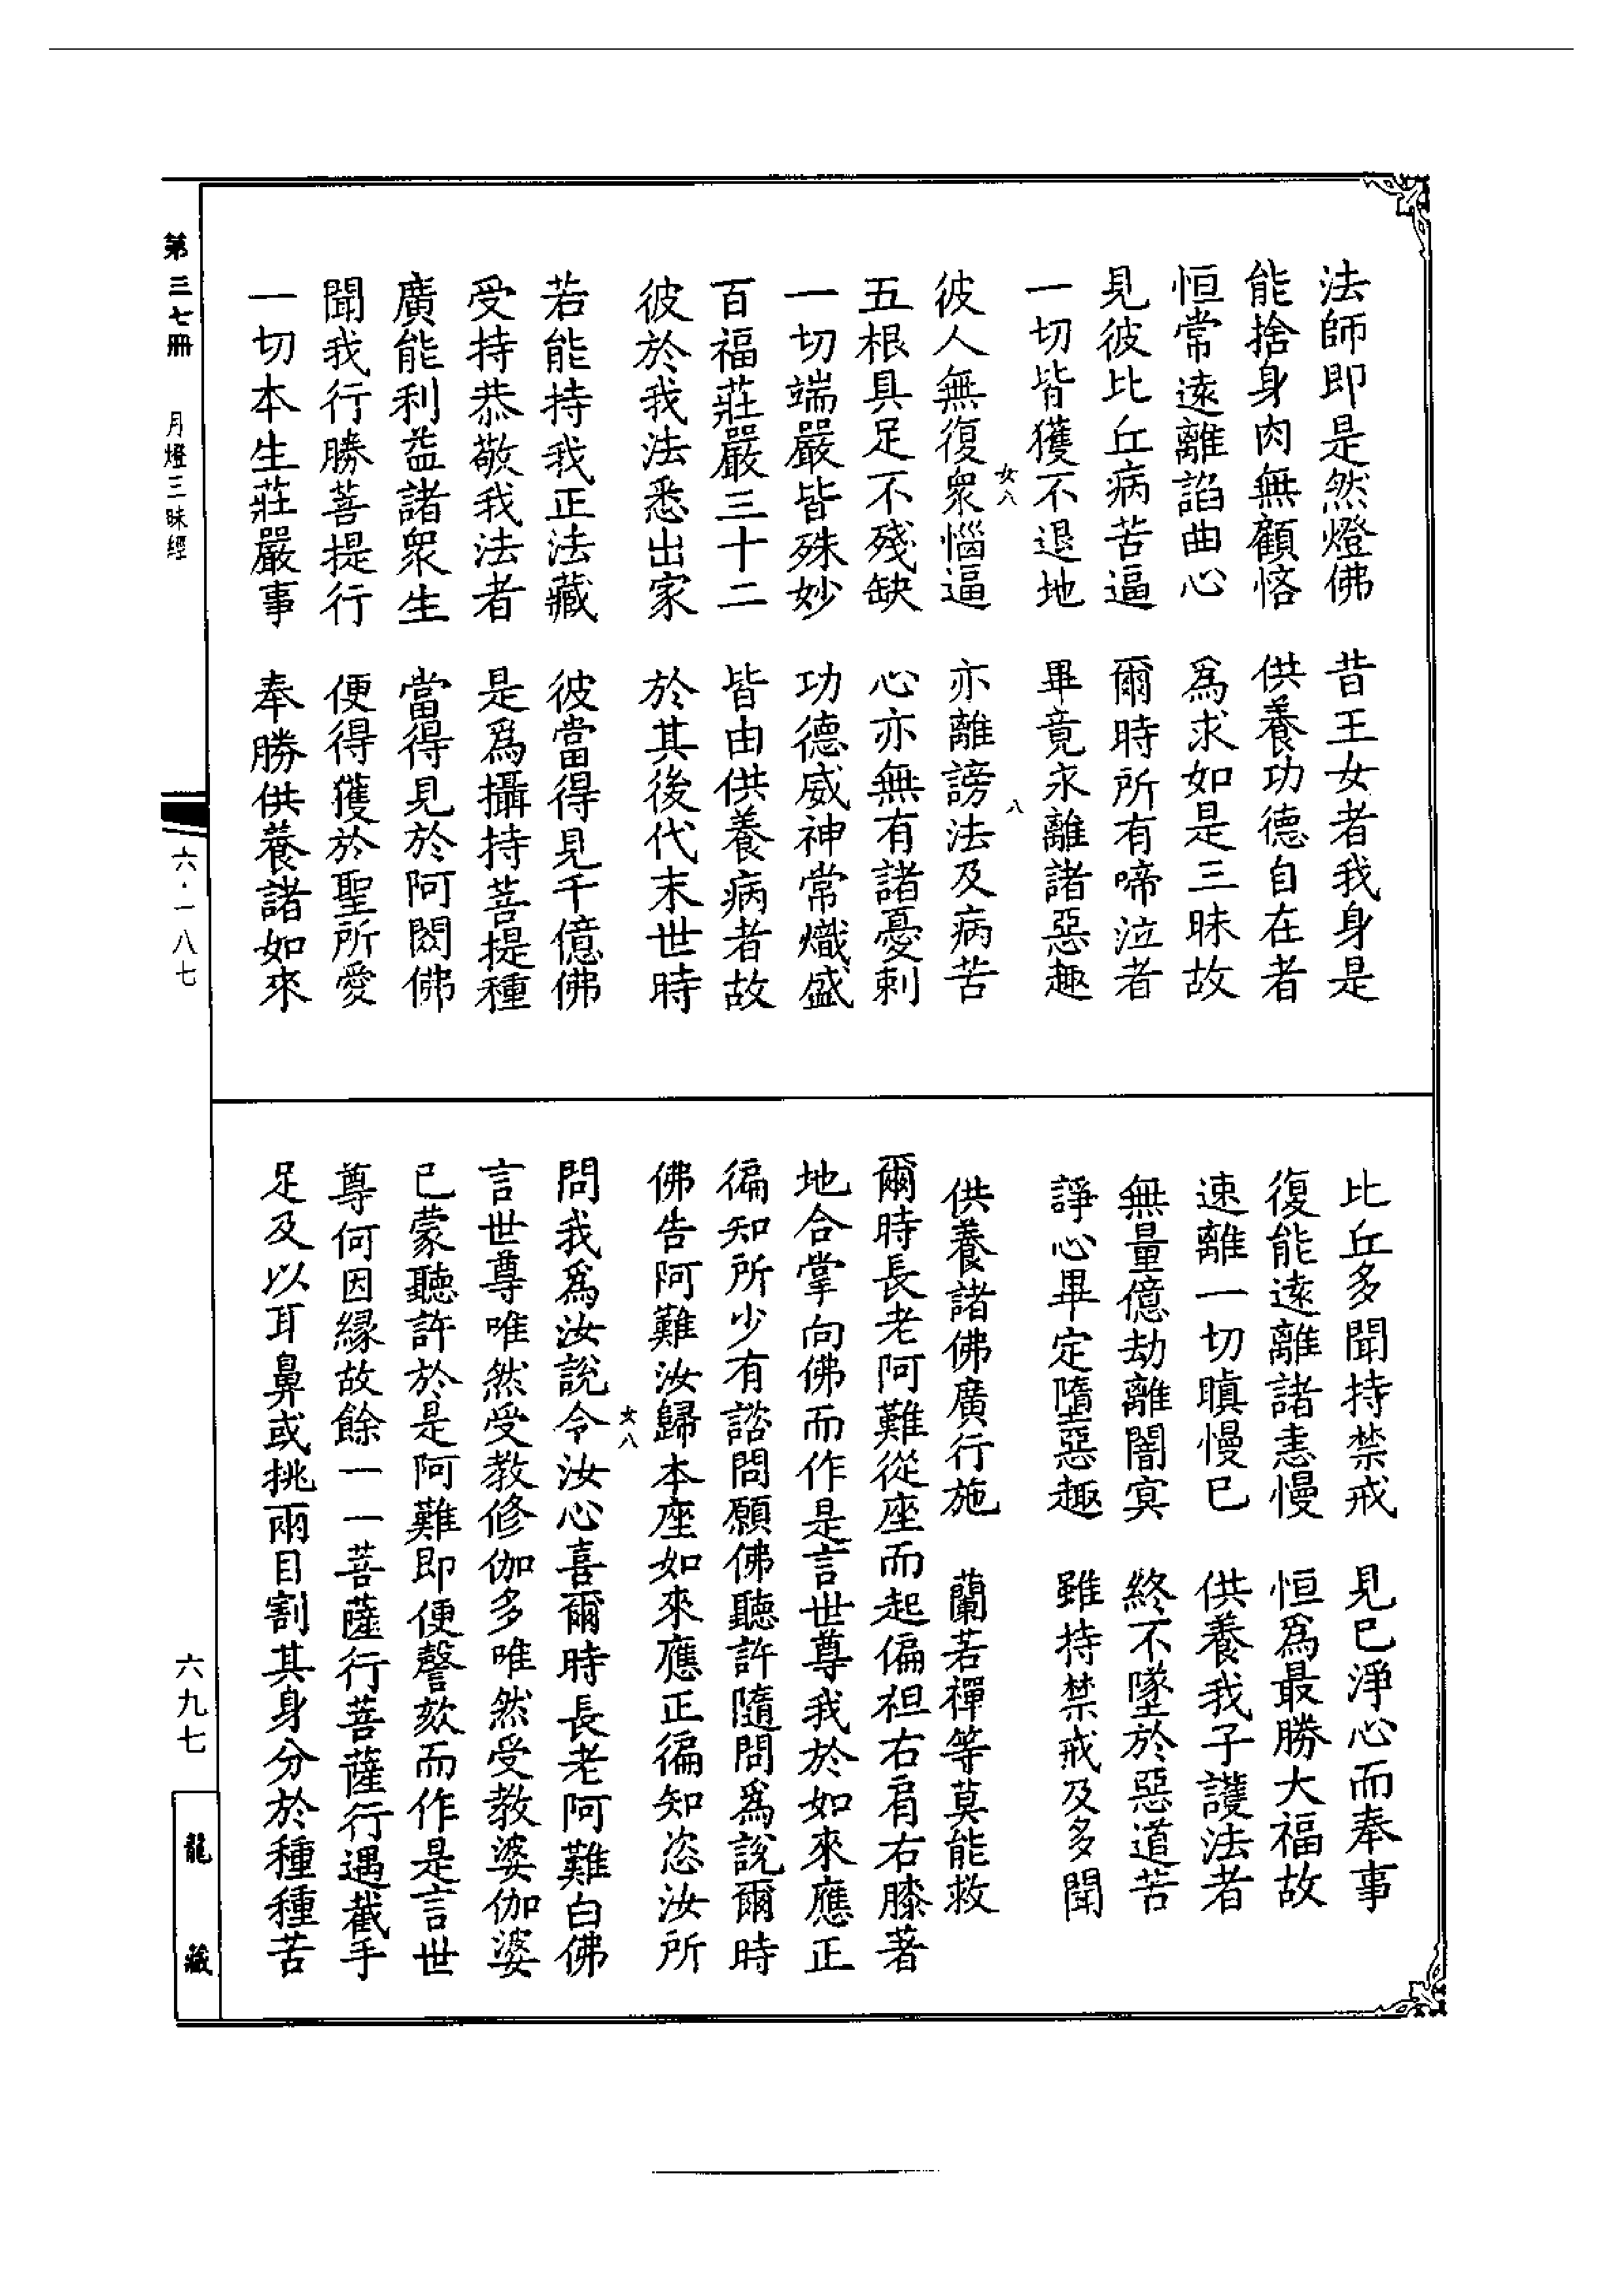 法師即是然燈佛　昔王女者我身是
能捨身肉無顧悋　供養功德自在者
恒常遠離諂曲心　為求如是三昧故
見彼比丘病苦逼　爾時所有啼泣者
一切皆獲不退地　畢竟永離諸惡趣
女八　八
彼人無復衆惱逼　亦離謗法及病苦
五根具足不殘缺　心亦無有諸憂刺
一切端嚴皆殊妙　功德威神常熾盛
百福莊嚴三十二　皆由供養病者故
彼於我法悉出家　於其後代末世時
若能持我正法藏　彼當得見千億佛
受持恭敬我法者　是爲攝持菩提種
廣能利益諸衆生　當得見於阿閦佛
聞我行勝菩提行　便得獲於聖所愛
一切本生莊嚴事　奉勝供養諸如來
比丘多聞持禁戒　見已淨心而奉事
復能遠離諸恚慢　恒爲最勝大福故
速離一切瞋慢已　供養我子護法者
無量億劫離闇冥　終不墜於惡道苦
諍心畢定墮惡趣　雖持禁戒及多聞
供養諸佛廣行施　蘭若禪等莫能救
爾時長老阿難從座而起偏袒右肩右膝著
地合掌向佛而作是言世尊我於如來應正
徧知所少有諮問願佛聽許隨問爲說爾時
佛告阿難汝歸本座如來應正徧知恣汝所
女八
問我爲汝說令汝心喜爾時長老阿難白佛
言世尊唯然受教修伽多唯然受教婆伽婆
已蒙聽許於是阿難即便謦欬而作是言世
尊何因緣故餘一一菩薩行菩薩行遇截手
足及以耳鼻或挑兩目割其身分於種種苦
第三七冊　月燈三昧經
六·一八七
六九七
龍藏